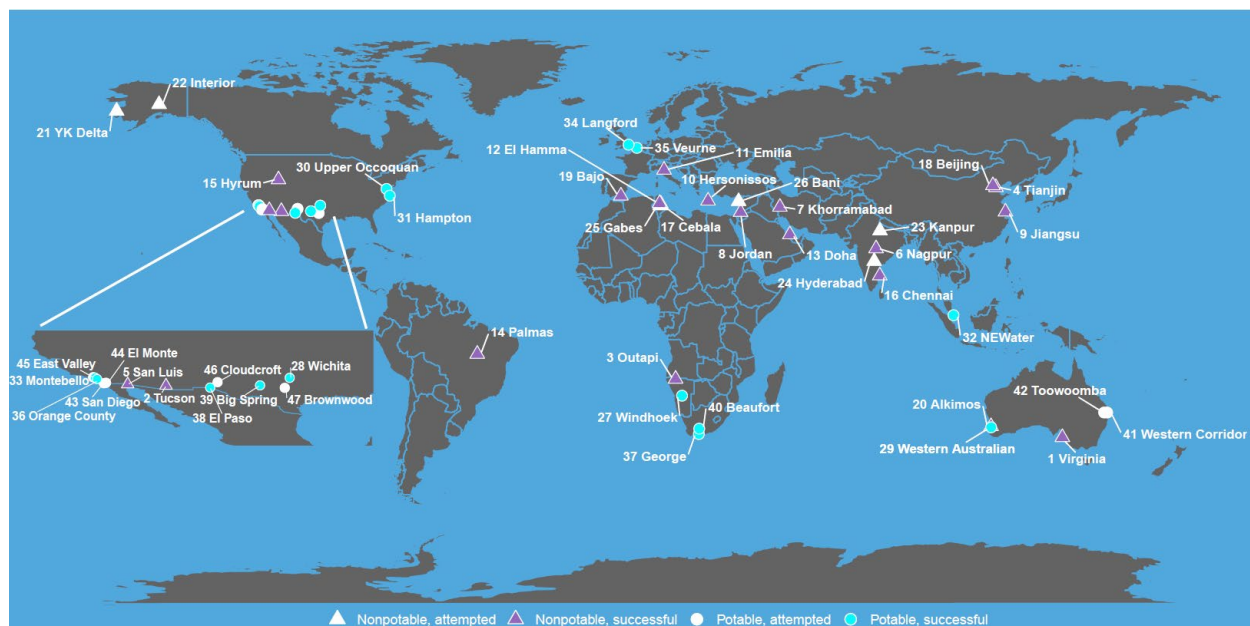 22 Interior
21 YK Delta
34 Langford
35 Veurne
12 El Hamma
11 Emilia
30 Upper Occoquan
18 Beijing
15 Hyrum
19 Bajo
10 Hersonissos
26 Bani
4 Tianjin
31 Hampton
7 Khorramabad
25 Gabes
17 Cebala
23 Kanpur
9 Jiangsu
8 Jordan
13 Doha
6 Nagpur
24 Hyderabad
16 Chennai
14 Palmas
32 NEWater
44 El Monte
45 East Valley
5 San Luis
46 Cloudcroft
28 Wichita
33 Montebello
3 Outapi
42 Toowoomba
43 San Diego
2 Tucson
39 Big Spring
47 Brownwood
36 Orange County
38 El Paso
27 Windhoek
40 Beaufort
20 Alkimos
41 Western Corridor
29 Western Australian
37 George
1 Virginia
Nonpotable, attempted
Nonpotable, successful
Potable, attempted
Potable, successful